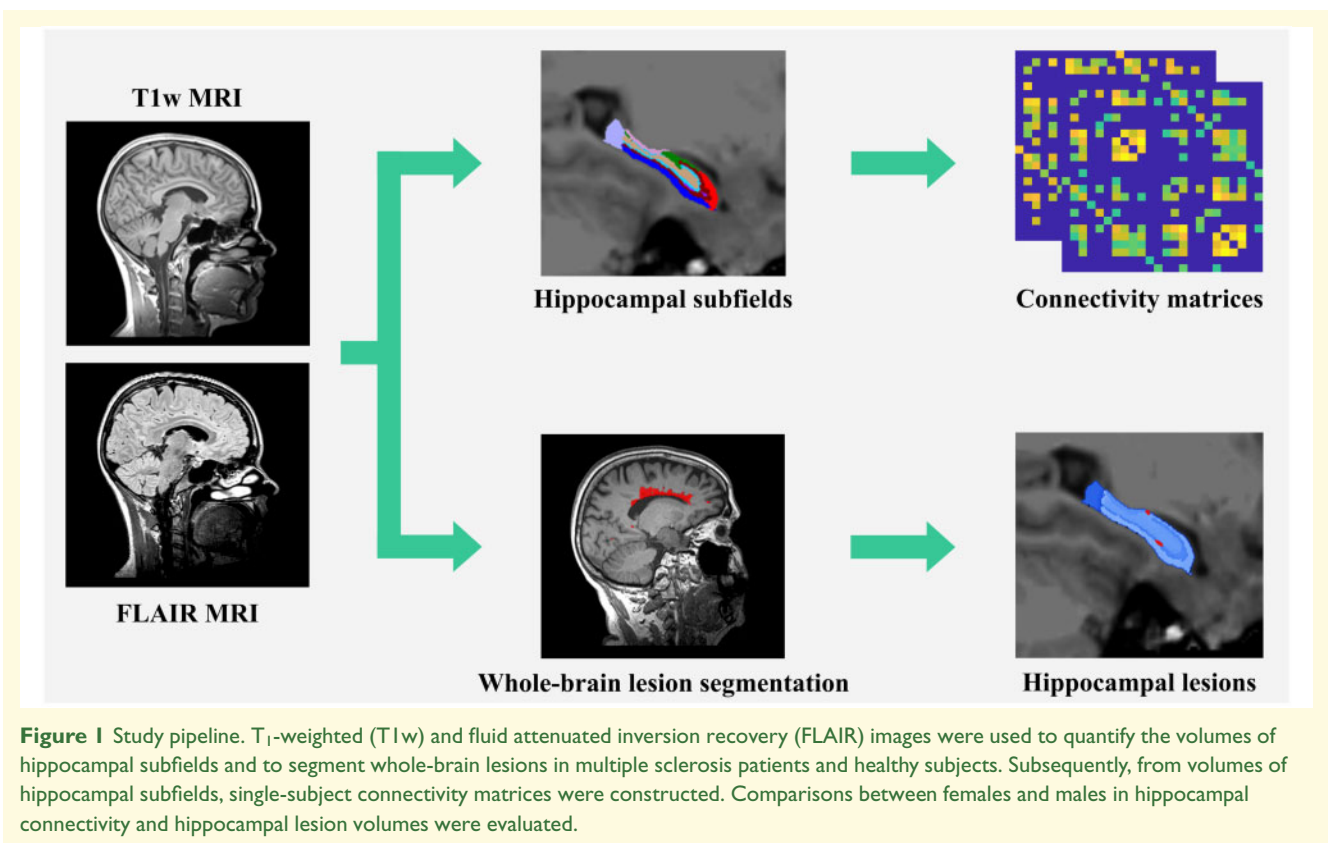 T1w MRI
FLAIR MRI
Hippocampal subfields
Connectivity matrices
Whole-brain lesion segmentation
Hippocampal lesions
Figure 1 Study pipeline. T₁-weighted (T1w) and fluid attenuated inversion recovery (FLAIR) images were used to quantify the volumes of
hippocampal subfields and to segment whole-brain lesions in multiple sclerosis patients and healthy subjects. Subsequently, from volumes of
hippocampal subfields, single-subject connectivity matrices were constructed. Comparisons between females and males in hippocampal
connectivity and hippocampal lesion volumes were evaluated.